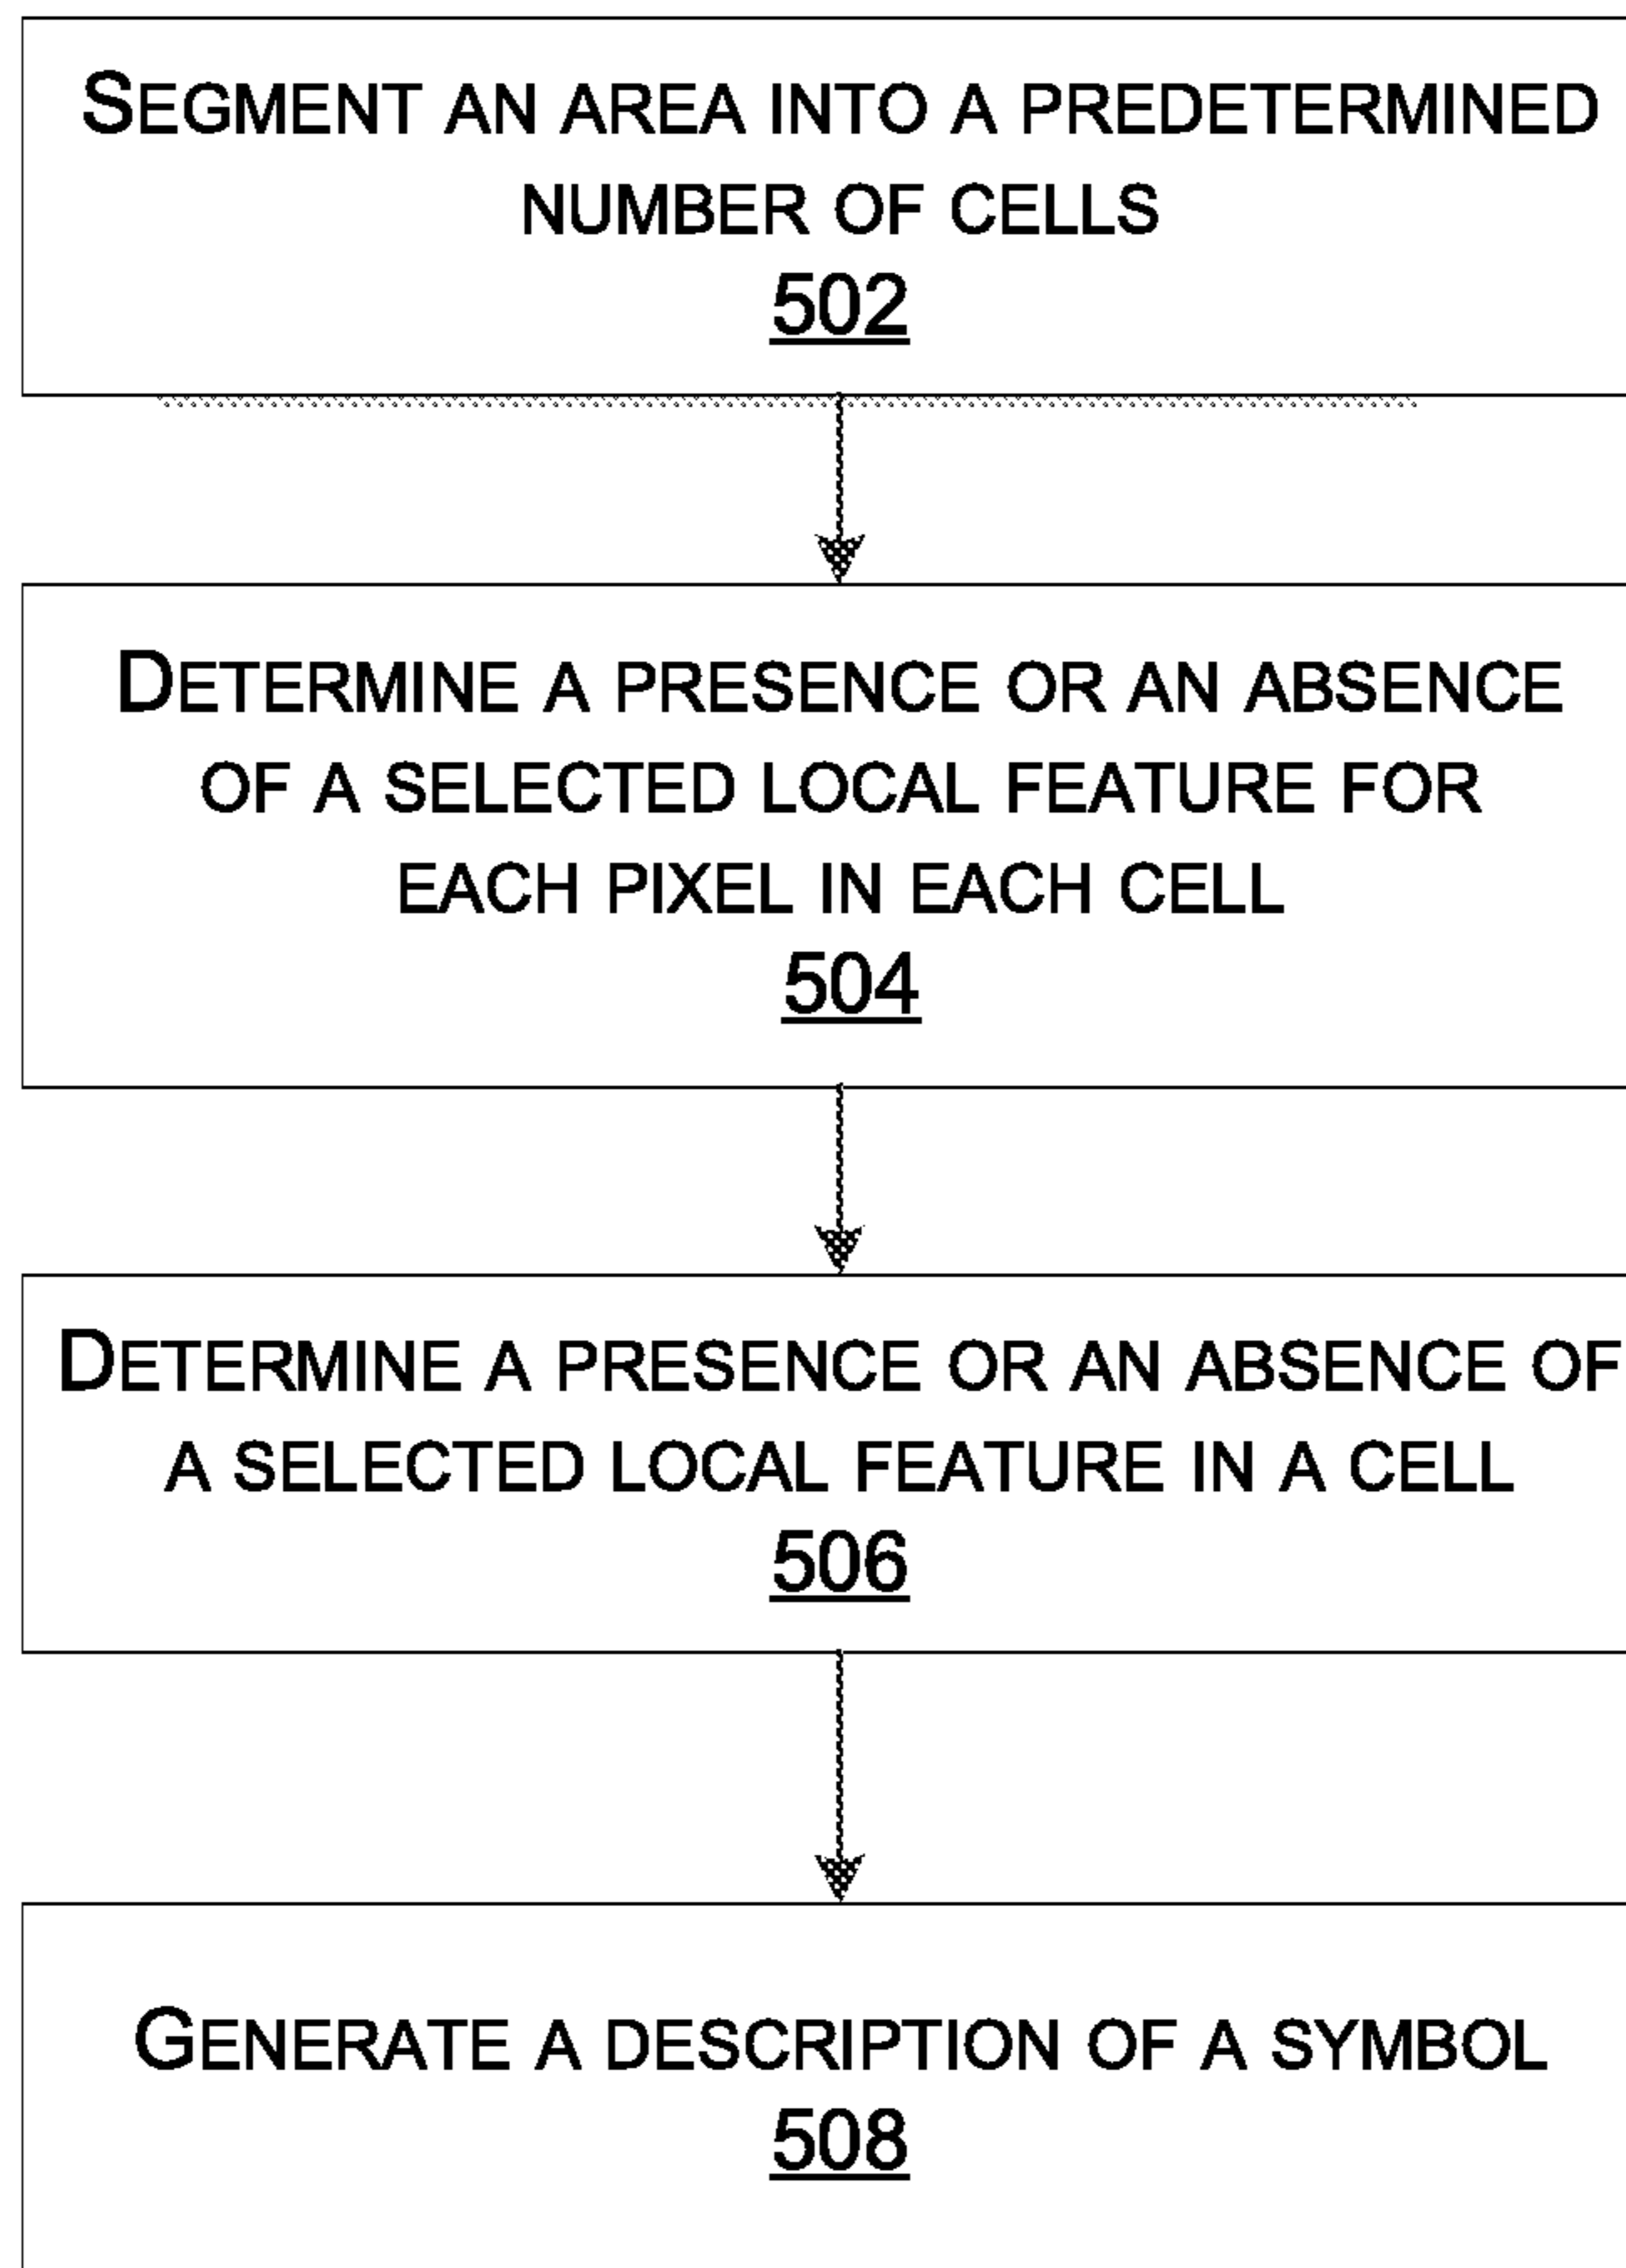 SEGMENT AN AREA INTO A PREDETERMINED
NUMBER OF CELLS
502
DETERMINE A PRESENCE OR AN ABSENCE
OF A SELECTED LOCAL FEATURE FOR
EACH PIXEL IN EACH CELL
504
DETERMINE A PRESENCE OR AN ABSENCE OF
A SELECTED LOCAL FEATURE IN A CELL
506
GENERATE A DESCRIPTION OF A SYMBOL
508